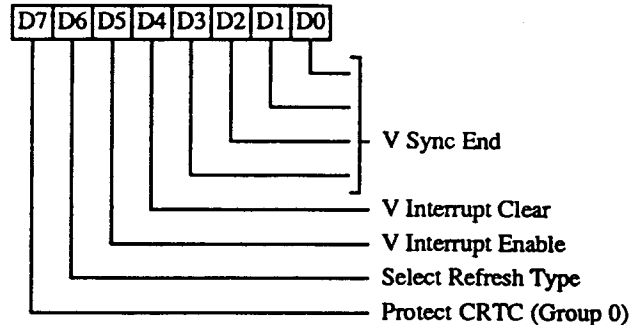 D7 D6 D5 D4 D3 D2 D1 D0
V Sync End
V Interrupt Clear
V Interrupt Enable
Select Refresh Type
Protect CRTC (Group 0)